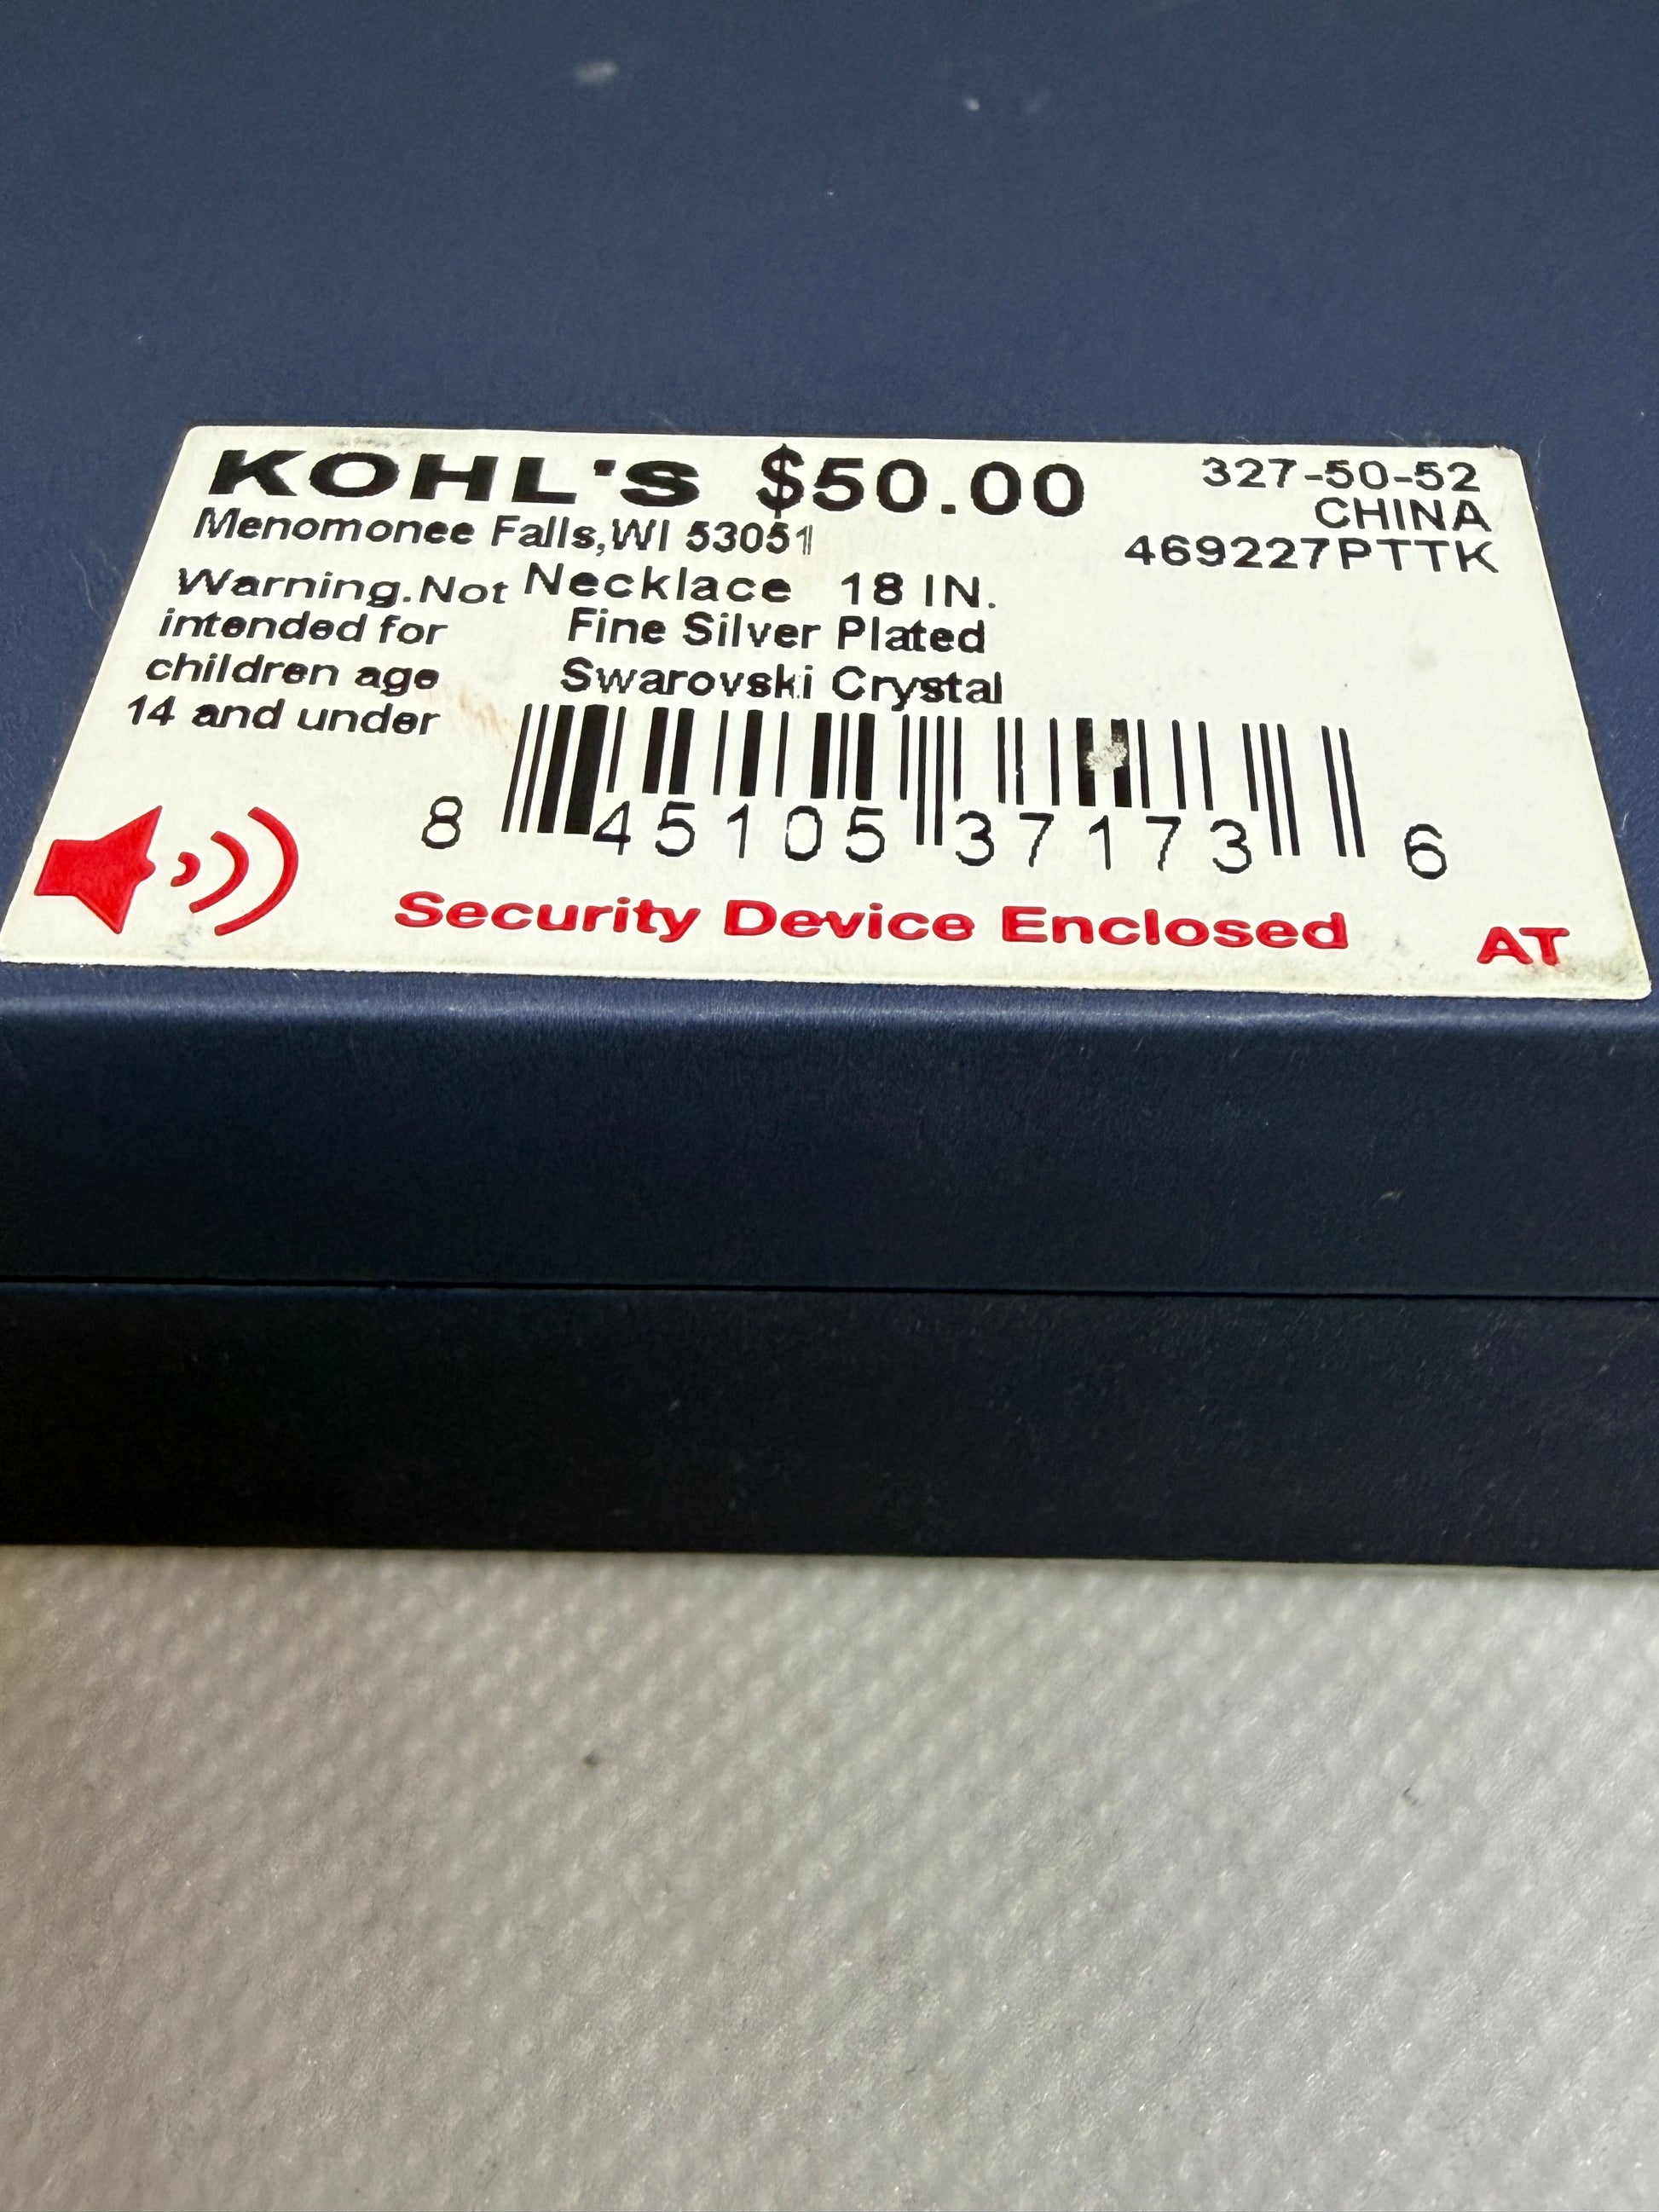 KOHL'S $50.00 327-50-52
Menomonee Falls,WI 53051 CHINA
469227PTTK
Warning.Not Necklace 18 IN.
intended for Fine Silver Plated
children age Swarovski Crystal
14 and under
8 45105 37173 6
Security Device Enclosed AT